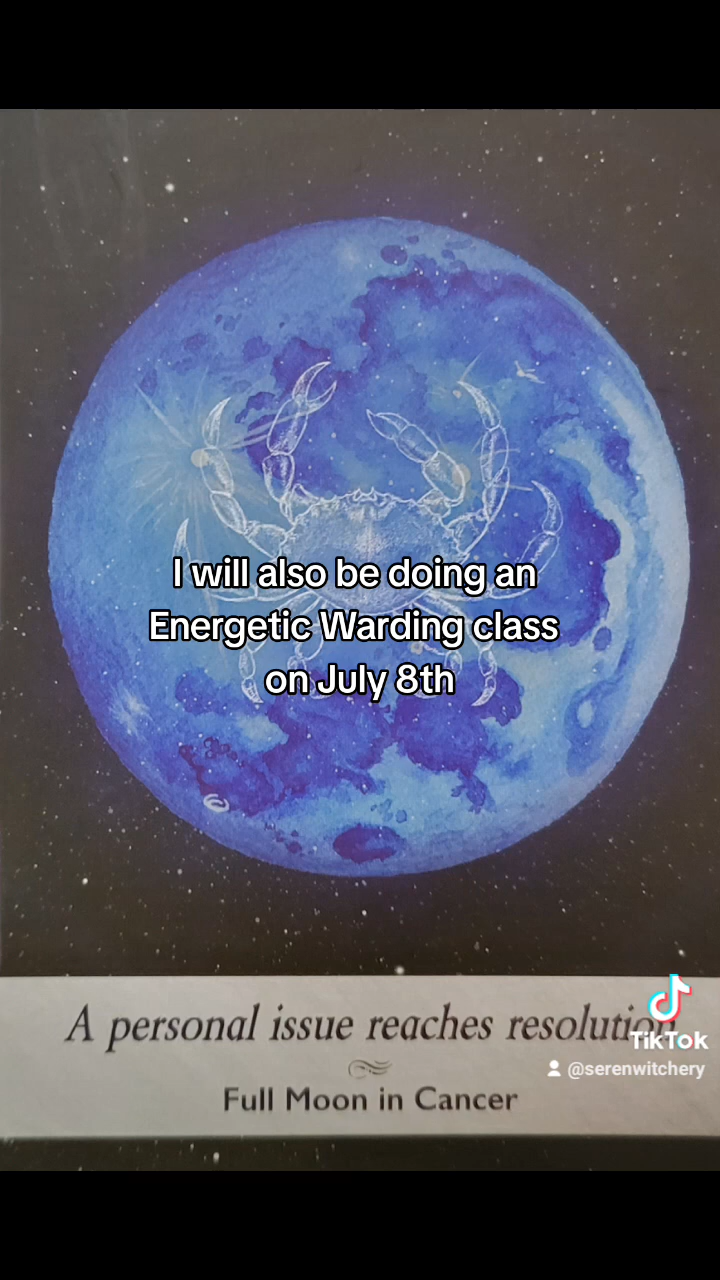 I will also be doing an
Energetic Warding class
on July 8th
A personal issue reaches resolution
Full Moon in Cancer
TikTok
@serenwitchery